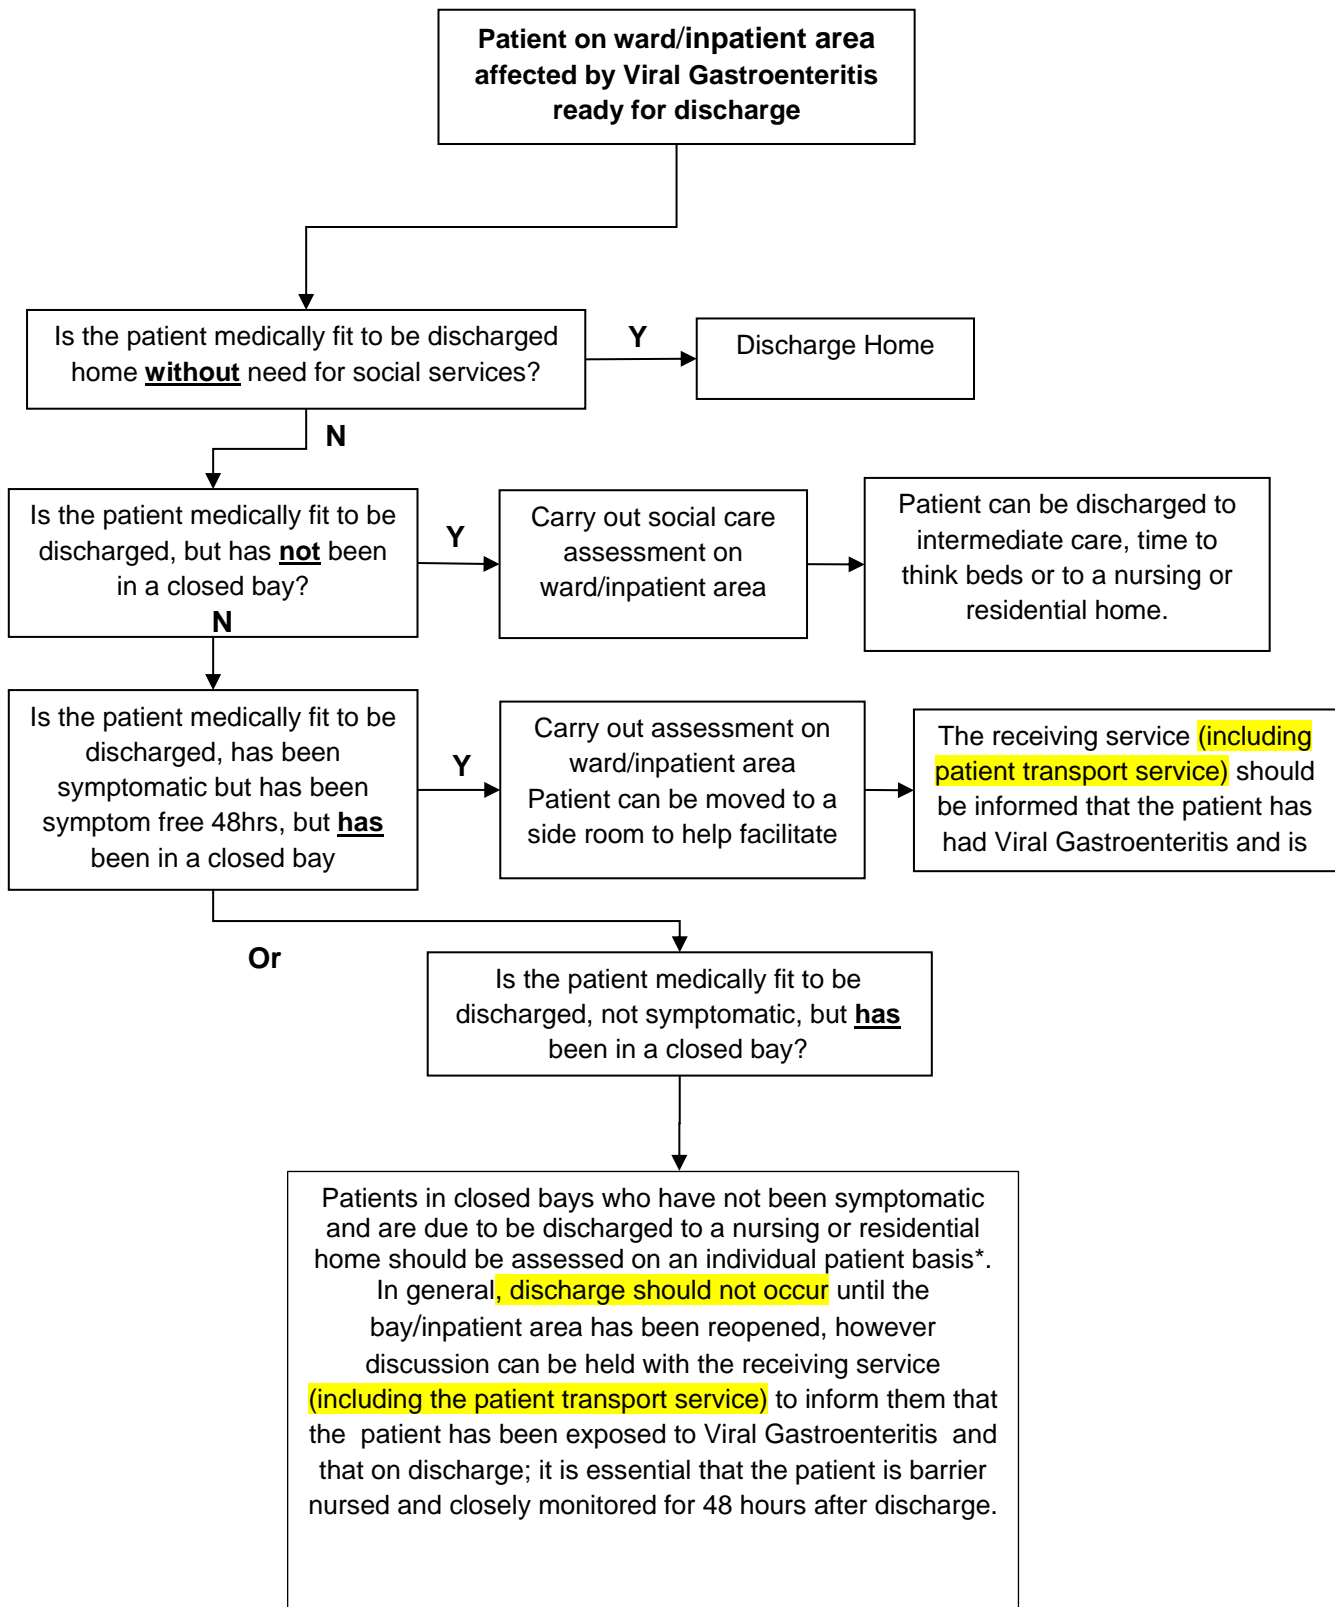 Patient on ward/inpatient area
affected by Viral Gastroenteritis
ready for discharge
Is the patient medically fit to be discharged
home without need for social services?
Y
Discharge Home
N
Is the patient medically fit to be
discharged, but has not been
in a closed bay?
Y
Carry out social care
assessment on
ward/inpatient area
Patient can be discharged to
intermediate care, time to
think beds or to a nursing or
residential home.
N
Is the patient medically fit to be
discharged, has been
symptomatic but has been
symptom free 48hrs, but has
been in a closed bay
Y
Carry out assessment on
ward/inpatient area
Patient can be moved to a
side room to help facilitate
The receiving service (including
patient transport service) should
be informed that the patient has
had Viral Gastroenteritis and is
Or
Is the patient medically fit to be
discharged, not symptomatic, but has
been in a closed bay?
Patients in closed bays who have not been symptomatic
and are due to be discharged to a nursing or residential
home should be assessed on an individual patient basis*.
In general, discharge should not occur until the
bay/inpatient area has been reopened, however
discussion can be held with the receiving service
(including the patient transport service) to inform them that
the patient has been exposed to Viral Gastroenteritis and
that on discharge; it is essential that the patient is barrier
nursed and closely monitored for 48 hours after discharge.